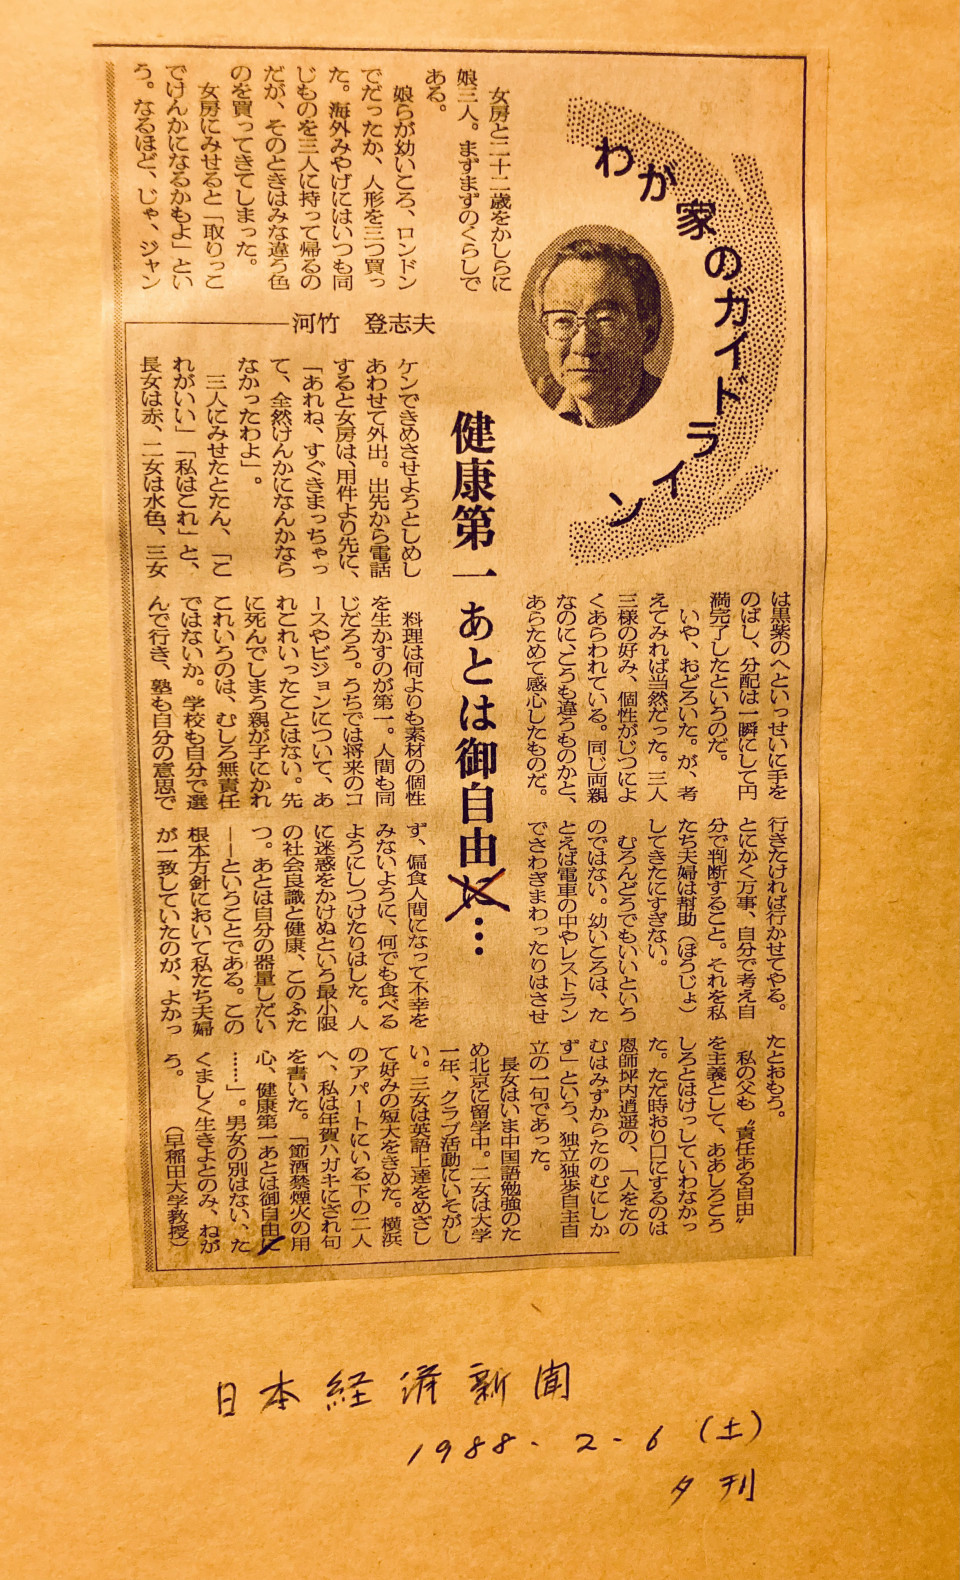 わが家のガイドライン
健康第一あとは御自由に…
河竹 登志夫
女房と二十二歳をかしらに
娘三人。まずまずのくらしで
ある。
娘らが幼いころ、ロンドン
でだったか、人形を三つ買っ
た。海外みやげにはいつも同
じものを三人に持って帰るの
だが、そのときはみな違う色
のを買ってきてしまった。
女房にみせると「取りっこ
でけんかになるかもよ」とい
う。なるほど、じゃ、ジャン
ケンできめさせようとしめし
あわせて外出。出先から電話
すると女房は、用件より先に、
「あれね、すぐきまっちゃっ
て、全然けんかになんかなら
なかったわよ」。
三人にみせたとたん、「こ
れがいい」「私はこれ」と、
長女は赤、二女は水色、三女
は黒紫のへといっせいに手を
のばし、分配は一瞬にして円
満完了したというのだ。
いや、おどろいた。が、考
えてみれば当然だった。三人
三様の好み、個性がじつによ
くあらわれている。同じ両親
なのに、こうも違うものかと、
あらためて感心したものだ。
料理は何よりも素材の個性
を生かすのが第一。人間も同
じだろう。うちでは将来のコ
ースやビジョンについて、あ
れこれいったことはない。先
に死んでしまう親が子にかれ
これいうのは、むしろ無責任
ではないか。学校も自分で選
んで行き、塾も自分の意思で
行きたければ行かせてやる。
とにかく万事、自分で考え自
分で判断すること。それを私
たち夫婦は幇助（ほうじょ）
してきたにすぎない。
むろんどうでもいいという
のではない。幼いころは、た
とえば電車の中やレストラン
でさわぎまわったりはさせ
ず、偏食人間になって不幸を
みないように、何でも食べる
ようにしつけたりはした。人
に迷惑をかけぬという最小限
の社会良識と健康、このふた
つ。あとは自分の器量しだい
――ということである。この
根本方針において私たち夫婦
が一致していたのが、よかっ
たとおもう。
私の父も〝責任ある自由〟
を主義として、ああしろこう
しろとはけっしていわなかっ
た。ただ時おり口にするのは
恩師坪内逍遥の、「人をたの
むはみずからたのむにしか
ず」という、独立独歩自主自
立の一句であった。
長女はいま中国語勉強のた
め北京に留学中。二女は大学
一年、クラブ活動にいそがし
い。三女は英語上達をめざし
て好みの短大をきめた。横浜
のアパートにいる下の二人
へ、私は年賀ハガキにざれ句
を書いた。「節酒禁煙火の用
心、健康第一あとは御自由に
……」。男女の別はない、た
くましく生きよとのみ、ねが
う。
（早稲田大学教授）
日本経済新聞
1988. 2. 6（土）
夕刊